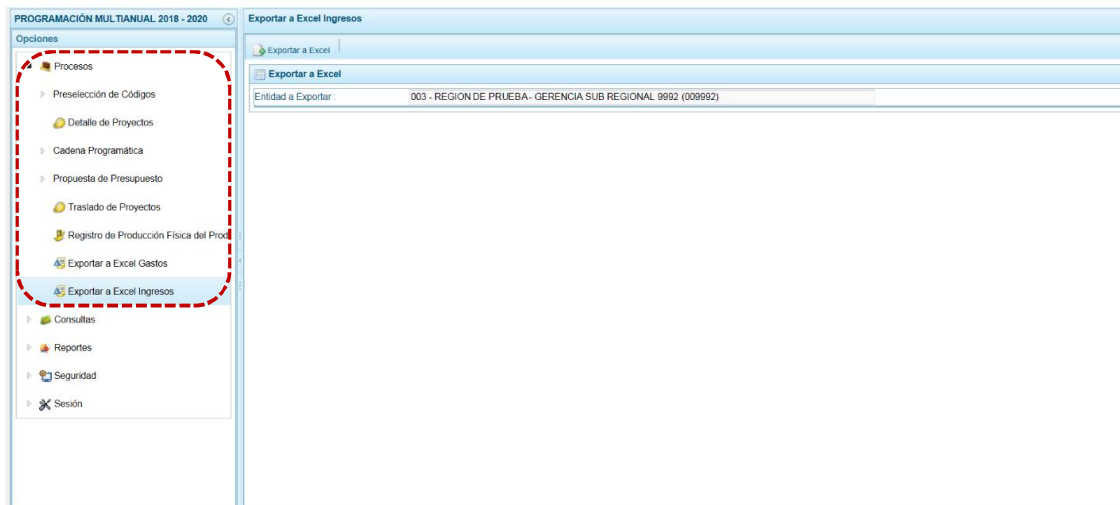 PROGRAMACIÓN MULTIANUAL 2018 - 2020
Opciones
Procesos
Preselección de Códigos
Detalle de Proyectos
Cadena Programática
Propuesta de Presupuesto
Traslado de Proyectos
Registro de Producción Física del Prod
Exportar a Excel Gastos
Exportar a Excel Ingresos
Consultas
Reportes
Seguridad
Sesión
Exportar a Excel Ingresos
Exportar a Excel
Exportar a Excel
Entidad a Exportar : 003 - REGION DE PRUEBA- GERENCIA SUB REGIONAL 9992 (009992)